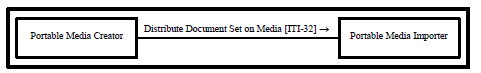 Distribute Document Set on Media [ITI-32] →
Portable Media Creator
Portable Media Importer